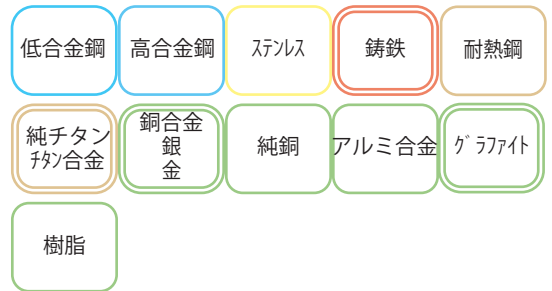 低合金鋼
高合金鋼
ｽﾃﾝﾚｽ
鋳鉄
耐熱鋼
純チタン
ﾁﾀﾝ合金
銅合金
銀
金
純銅
アルミ合金
ｸﾞﾗﾌｧｲﾄ
樹脂